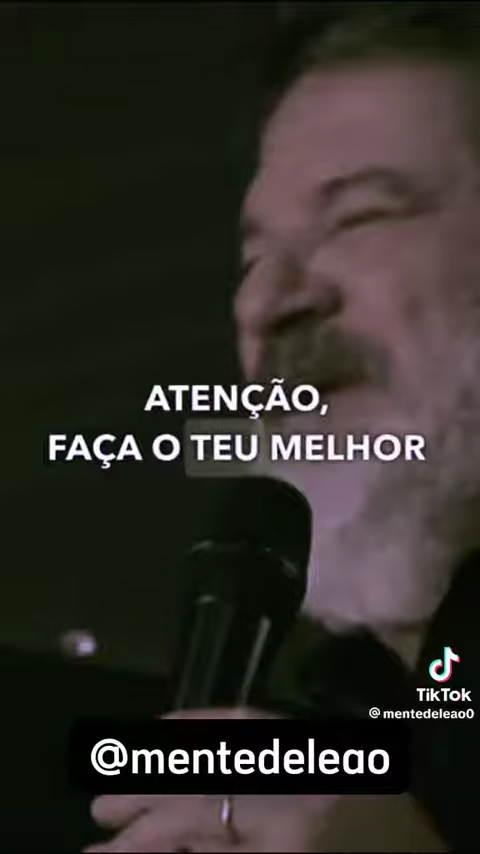 ATENÇÃO,
FAÇA O TEU MELHOR
TikTok
@mentedeleao0
@mentedeleao